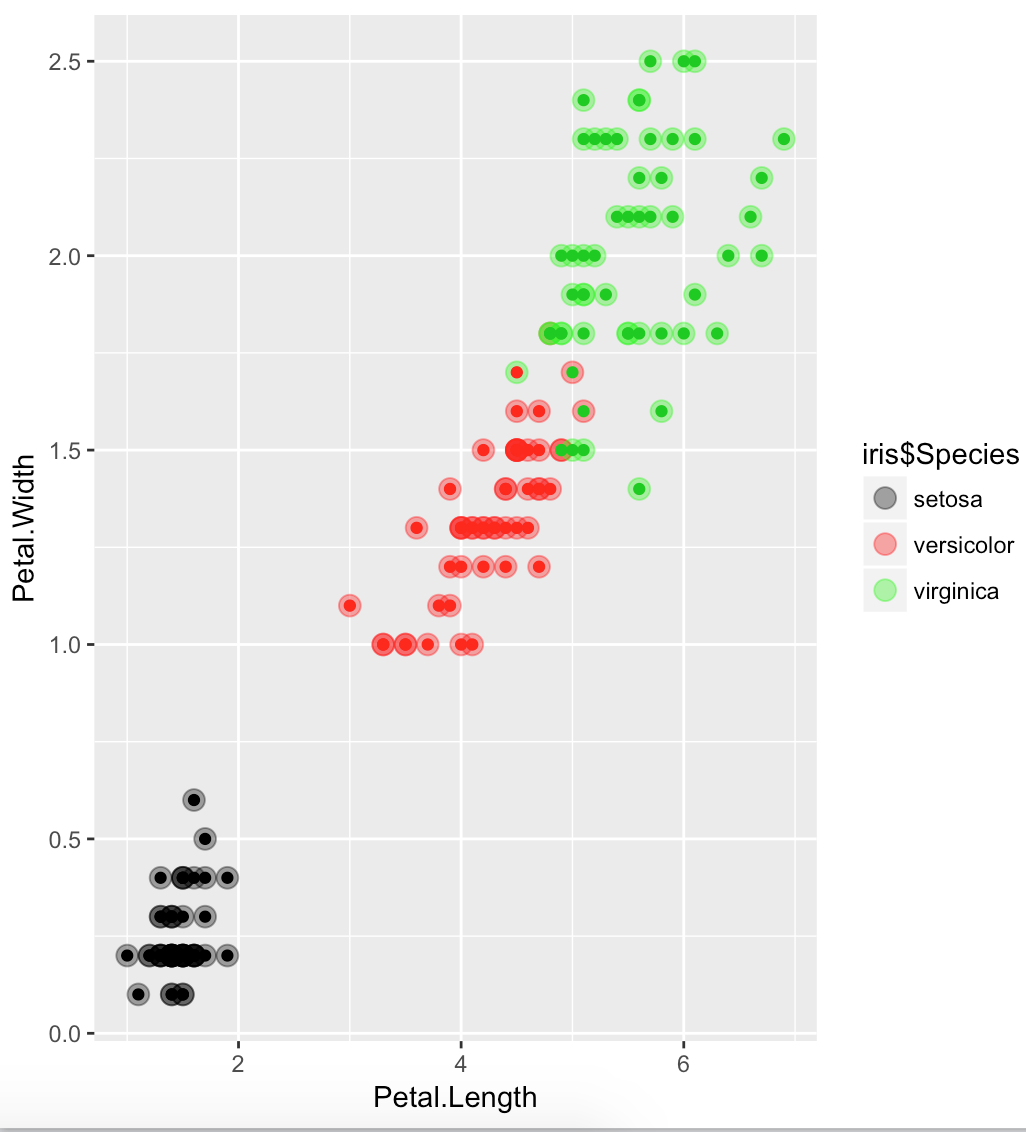 2.5
2.0
1.5
1.0
0.5
0.0
Petal.Width
2 4 6
Petal.Length
iris$Species
setosa
versicolor
virginica